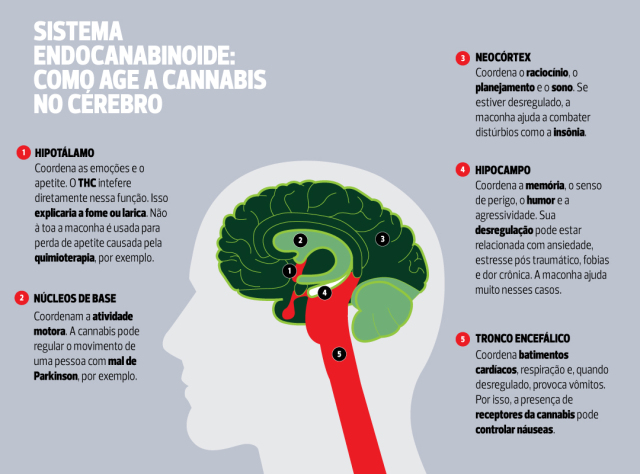 SISTEMA
ENDOCANABINOIDE:
COMO AGE A CANNABIS
NO CÉREBRO
1 HIPOTÁLAMO
Coordena as emoções e o
apetite. O THC intefere
diretamente nessa função. Isso
explicaria a fome ou larica. Não
à toa a maconha é usada para
perda de apetite causada pela
quimioterapia, por exemplo.
2 NÚCLEOS DE BASE
Coordenam a atividade
motora. A cannabis pode
regular o movimento de
uma pessoa com mal de
Parkinson, por exemplo.
3 NEOCÓRTEX
Coordena o raciocínio, o
planejamento e o sono. Se
estiver desregulado, a
maconha ajuda a combater
distúrbios como a insônia.
4 HIPOCAMPO
Coordena a memória, o senso
de perigo, o humor e a
agressividade. Sua
desregulação pode estar
relacionada com ansiedade,
estresse pós traumático, fobias
e dor crônica. A maconha ajuda
muito nesses casos.
5 TRONCO ENCEFÁLICO
Coordena batimentos
cardíacos, respiração e, quando
desregulado, provoca vômitos.
Por isso, a presença de
receptores da cannabis pode
controlar náuseas.
2
3
1
4
5